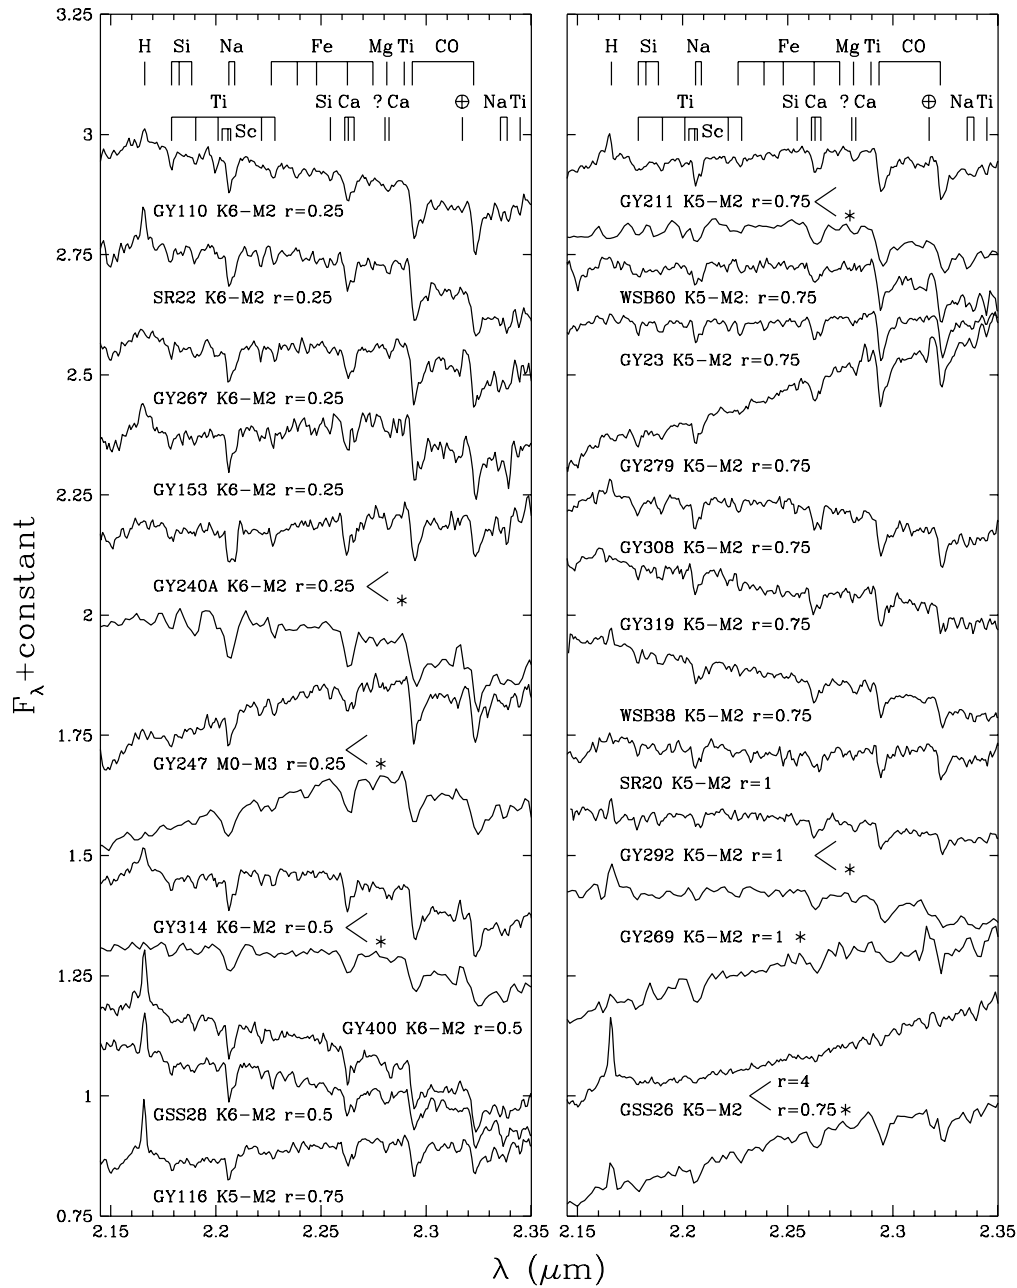 3.25
H Si Na Fe Mg Ti CO
Ti Si Ca ? Ca ⊕ Na Ti
Sc
3
GY110 K6−M2 r=0.25
2.75
SR22 K6−M2 r=0.25
2.5
GY267 K6−M2 r=0.25
GY153 K6−M2 r=0.25
2.25
GY240A K6−M2 r=0.25
*
2
1.75
GY247 M0−M3 r=0.25
*
1.5
GY314 K6−M2 r=0.5
*
1.25
GY400 K6−M2 r=0.5
1
GSS28 K6−M2 r=0.5
GY116 K5−M2 r=0.75
0.75
2.15 2.2 2.25 2.3 2.35
H Si Na Fe Mg Ti CO
Ti Si Ca ? Ca ⊕ Na Ti
Sc
GY211 K5−M2 r=0.75
*
WSB60 K5−M2: r=0.75
GY23 K5−M2 r=0.75
GY279 K5−M2 r=0.75
GY308 K5−M2 r=0.75
GY319 K5−M2 r=0.75
WSB38 K5−M2 r=0.75
SR20 K5−M2 r=1
GY292 K5−M2 r=1
*
GY269 K5−M2 r=1 *
r=4
GSS26 K5−M2
r=0.75 *
2.15 2.2 2.25 2.3 2.35
Fλ+constant
λ (μm)